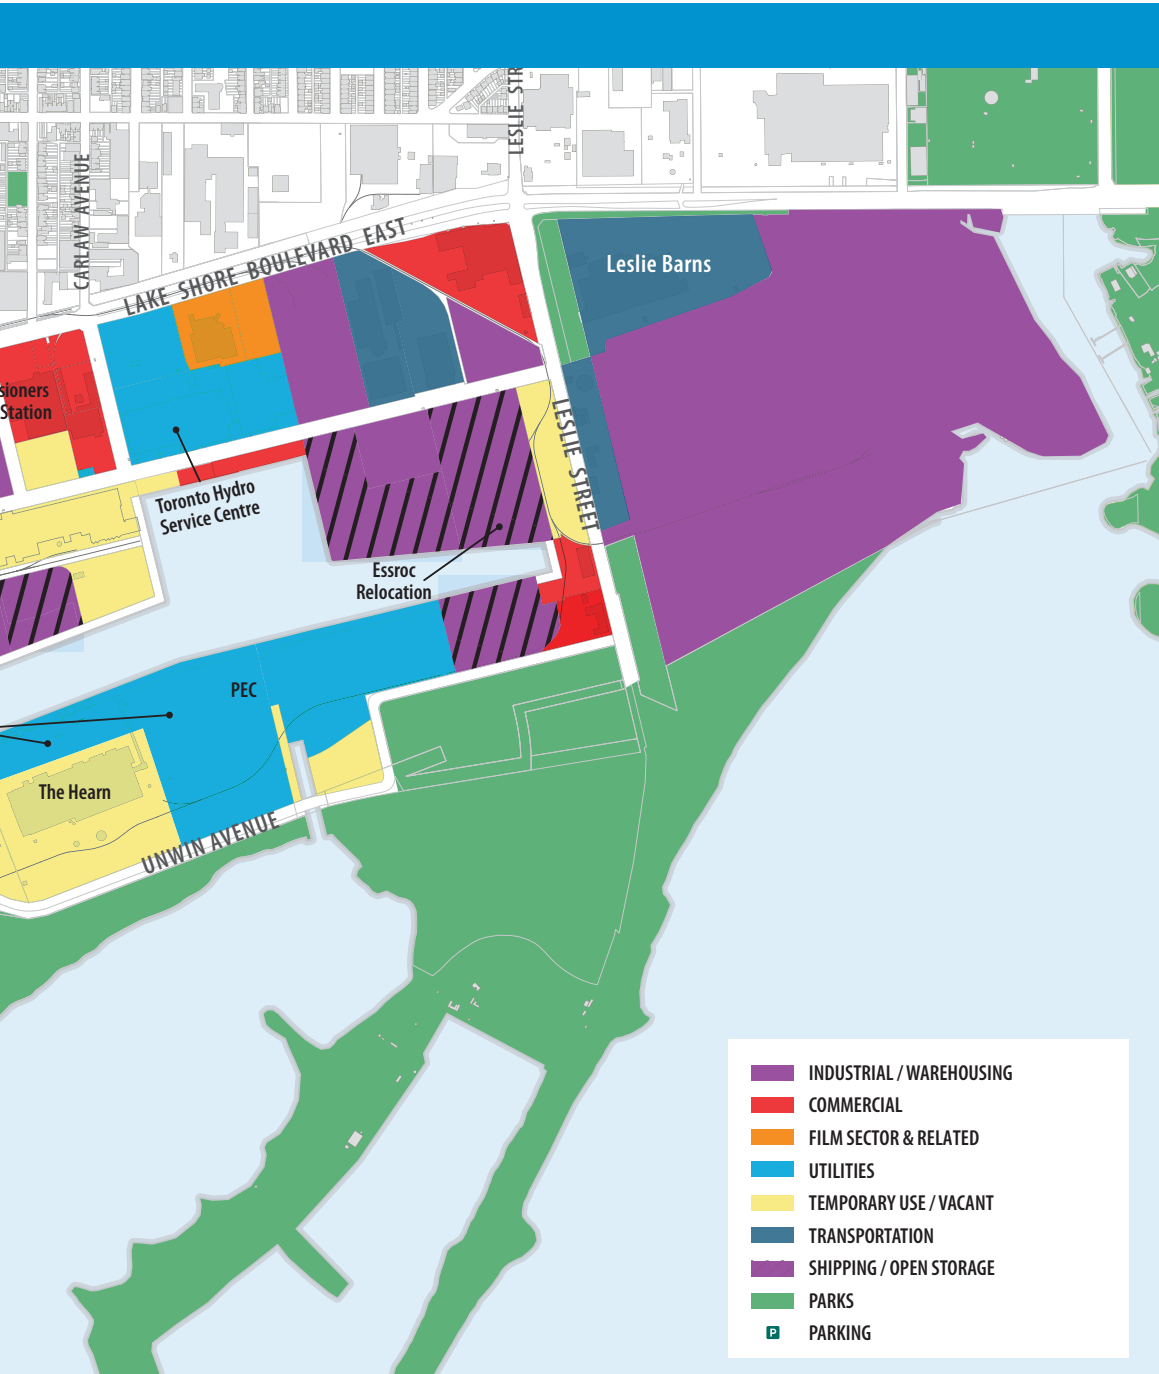 LESLIE STR
CARLAW AVENUE
LAKE SHORE BOULEVARD EAST
Leslie Barns
sioners
Station
LESLIE STREET
Toronto Hydro
Service Centre
Essroc
Relocation
PEC
The Hearn
UNWIN AVENUE
INDUSTRIAL / WAREHOUSING
COMMERCIAL
FILM SECTOR & RELATED
UTILITIES
TEMPORARY USE / VACANT
TRANSPORTATION
SHIPPING / OPEN STORAGE
PARKS
P PARKING